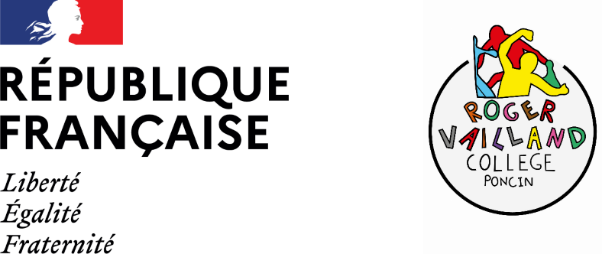 RÉPUBLIQUE
FRANÇAISE
Liberté
Égalité
Fraternité
ROGER
VAILLAND
COLLEGE
PONCIN